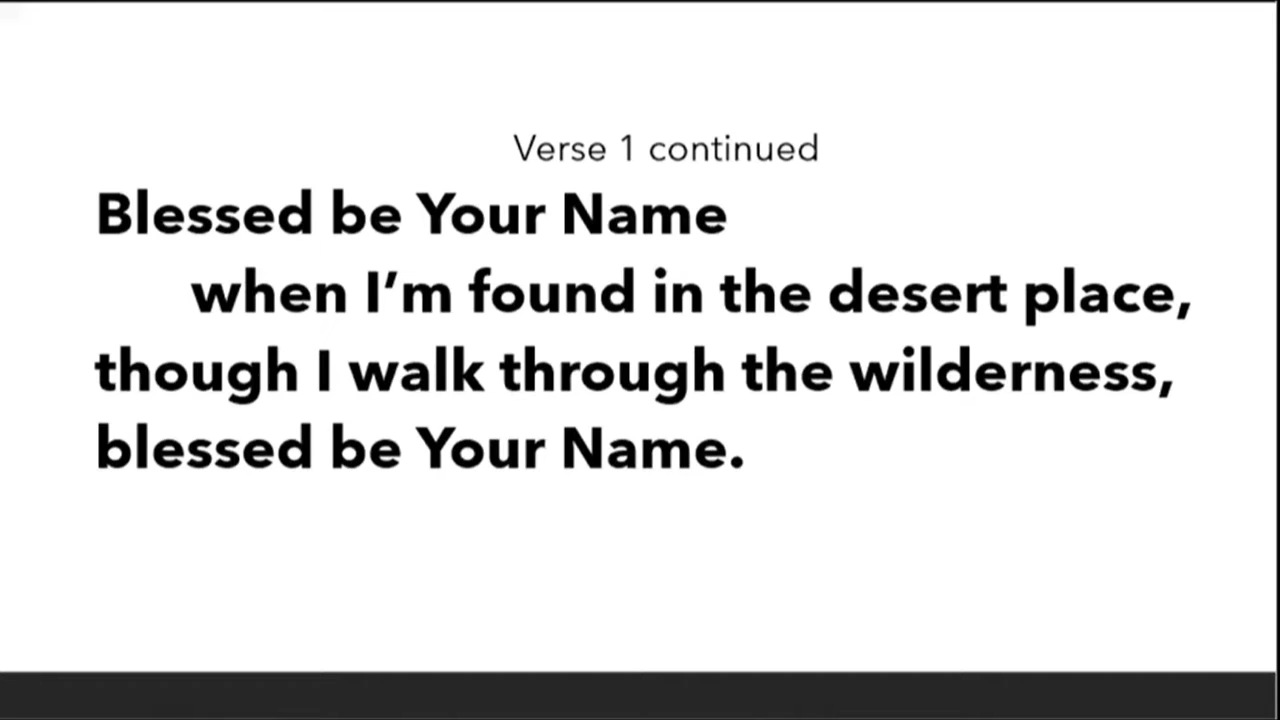 Verse 1 continued
Blessed be Your Name
when I’m found in the desert place,
though I walk through the wilderness,
blessed be Your Name.